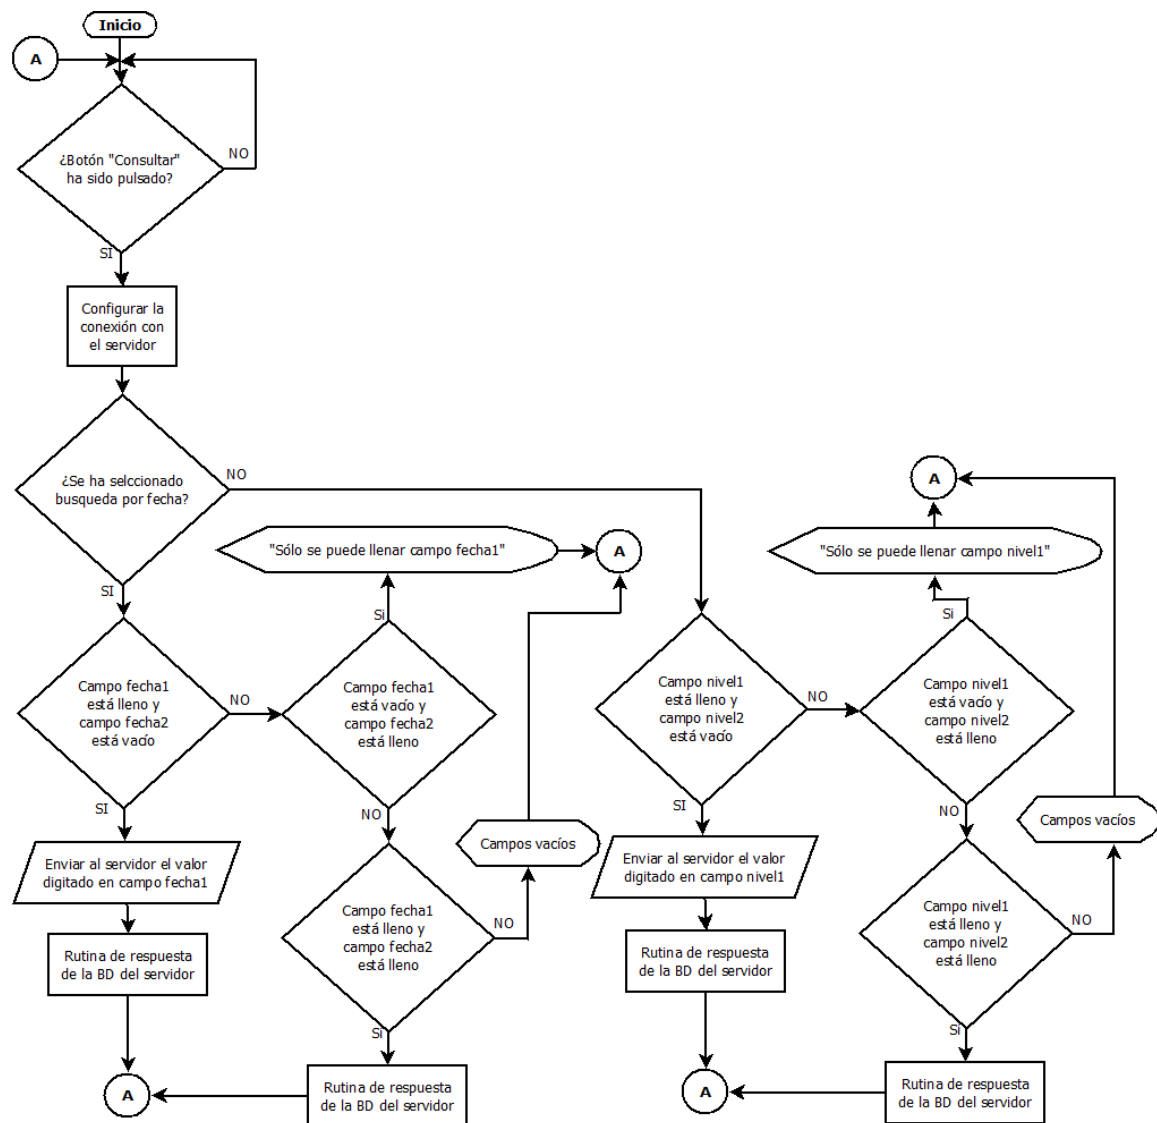 Inicio
A
¿Botón "Consultar"
ha sido pulsado?
NO
SI
Configurar la
conexión con
el servidor
¿Se ha selccionado
busqueda por fecha?
NO
SI
"Sólo se puede llenar campo fecha1"
A
A
"Sólo se puede llenar campo nivel1"
Campo fecha1
está lleno y
campo fecha2
está vacío
NO
SI
Si
Campo fecha1
está vacío y
campo fecha2
está lleno
NO
Campo nivel1
está lleno y
campo nivel2
está vacío
NO
SI
Si
Campo nivel1
está vacío y
campo nivel2
está lleno
NO
Enviar al servidor el valor
digitado en campo fecha1
Campos vacíos
Enviar al servidor el valor
digitado en campo nivel1
Campos vacíos
Rutina de respuesta
de la BD del servidor
Campo fecha1
está lleno y
campo fecha2
está lleno
NO
Si
Rutina de respuesta
de la BD del servidor
Campo nivel1
está lleno y
campo nivel2
está lleno
NO
Si
A
Rutina de respuesta
de la BD del servidor
A
Rutina de respuesta
de la BD del servidor